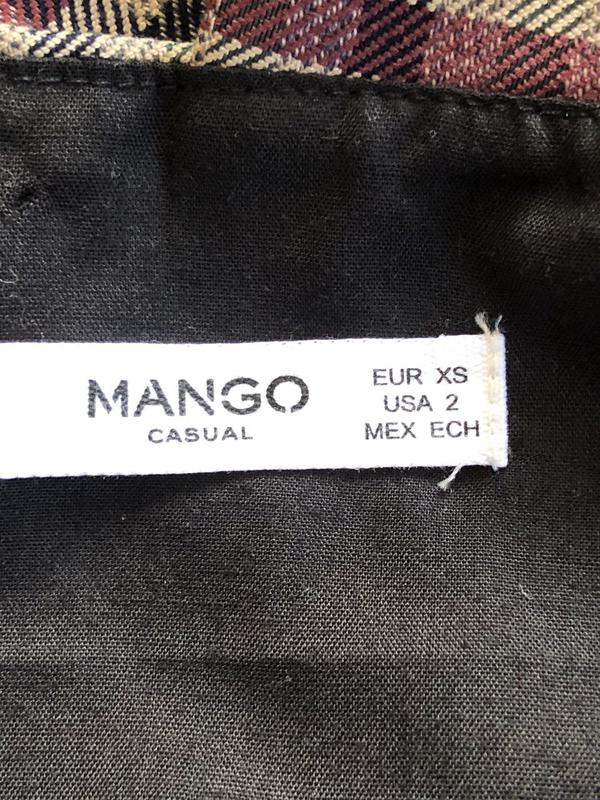 MANGO
CASUAL
EUR XS
USA 2
MEX ECH